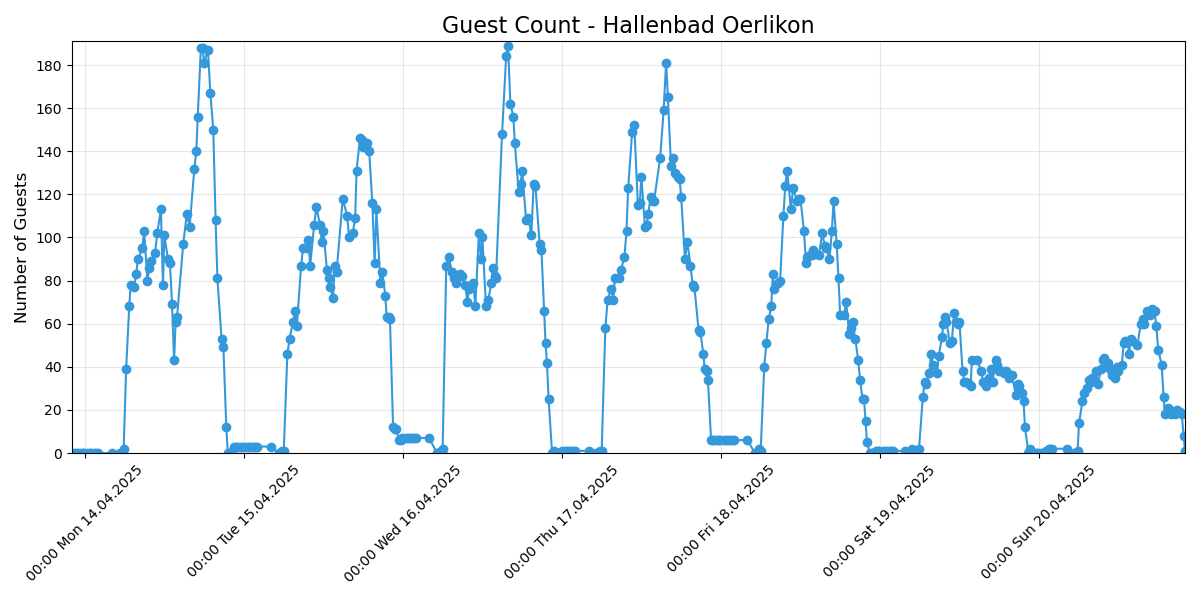 Guest Count - Hallenbad Oerlikon
Number of Guests
180
160
140
120
100
80
60
40
20
0
00:00 Mon 14.04.2025
00:00 Tue 15.04.2025
00:00 Wed 16.04.2025
00:00 Thu 17.04.2025
00:00 Fri 18.04.2025
00:00 Sat 19.04.2025
00:00 Sun 20.04.2025